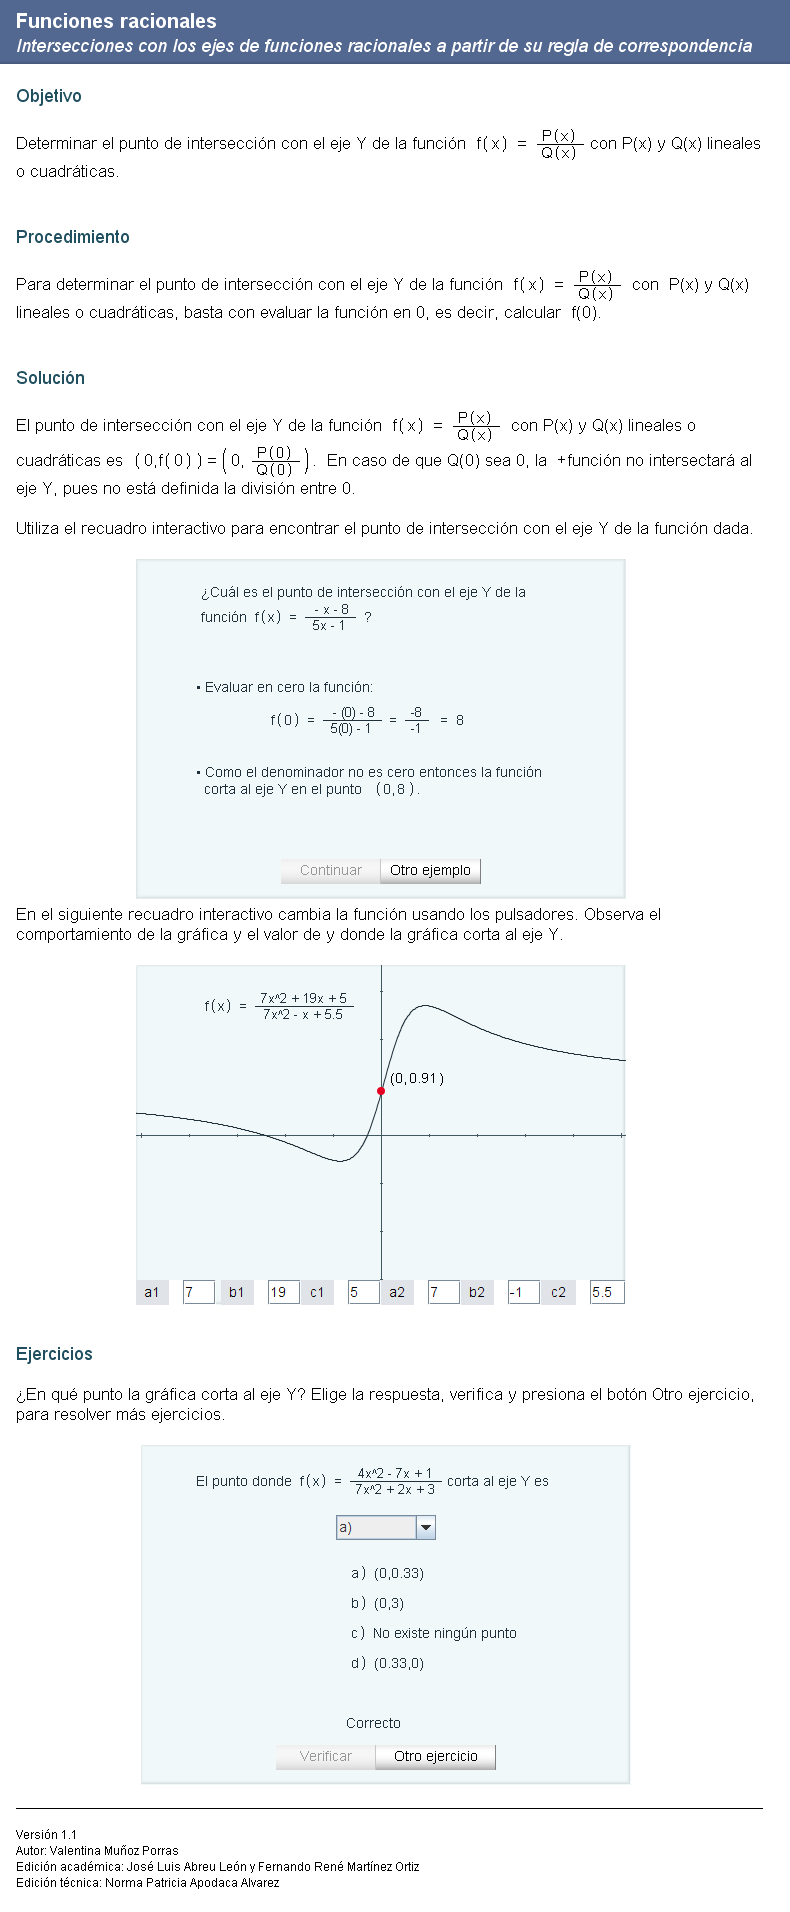 Funciones racionales
Intersecciones con los ejes de funciones racionales a partir de su regla de correspondencia
Objetivo
Determinar el punto de intersección con el eje Y de la función f(x) = P(x)/Q(x) con P(x) y Q(x) lineales
o cuadráticas.
Procedimiento
Para determinar el punto de intersección con el eje Y de la función f(x) = P(x)/Q(x) con P(x) y Q(x)
lineales o cuadráticas, basta con evaluar la función en 0, es decir, calcular f(0).
Solución
El punto de intersección con el eje Y de la función f(x) = P(x)/Q(x) con P(x) y Q(x) lineales o
cuadráticas es (0,f(0)) = (0, P(0)/Q(0)). En caso de que Q(0) sea 0, la +función no intersectará al
eje Y, pues no está definida la división entre 0.
Utiliza el recuadro interactivo para encontrar el punto de intersección con el eje Y de la función dada.
¿Cuál es el punto de intersección con el eje Y de la
función f(x) = - x - 8 / 5x - 1 ?
• Evaluar en cero la función:
f(0) = - (0) - 8 / 5(0) - 1 = -8 / -1 = 8
• Como el denominador no es cero entonces la función
corta al eje Y en el punto (0,8).
Continuar Otro ejemplo
En el siguiente recuadro interactivo cambia la función usando los pulsadores. Observa el
comportamiento de la gráfica y el valor de y donde la gráfica corta al eje Y.
f(x) = 7x^2 + 19x + 5 / 7x^2 - x + 5.5
(0,0.91)
a1 7 b1 19 c1 5 a2 7 b2 -1 c2 5.5
Ejercicios
¿En qué punto la gráfica corta al eje Y? Elige la respuesta, verifica y presiona el botón Otro ejercicio,
para resolver más ejercicios.
El punto donde f(x) = 4x^2 - 7x + 1 / 7x^2 + 2x + 3 corta al eje Y es
a)
a) (0,0.33)
b) (0,3)
c) No existe ningún punto
d) (0.33,0)
Correcto
Verificar Otro ejercicio
Versión 1.1
Autor: Valentina Muñoz Porras
Edición académica: José Luis Abreu León y Fernando René Martínez Ortiz
Edición técnica: Norma Patricia Apodaca Alvarez